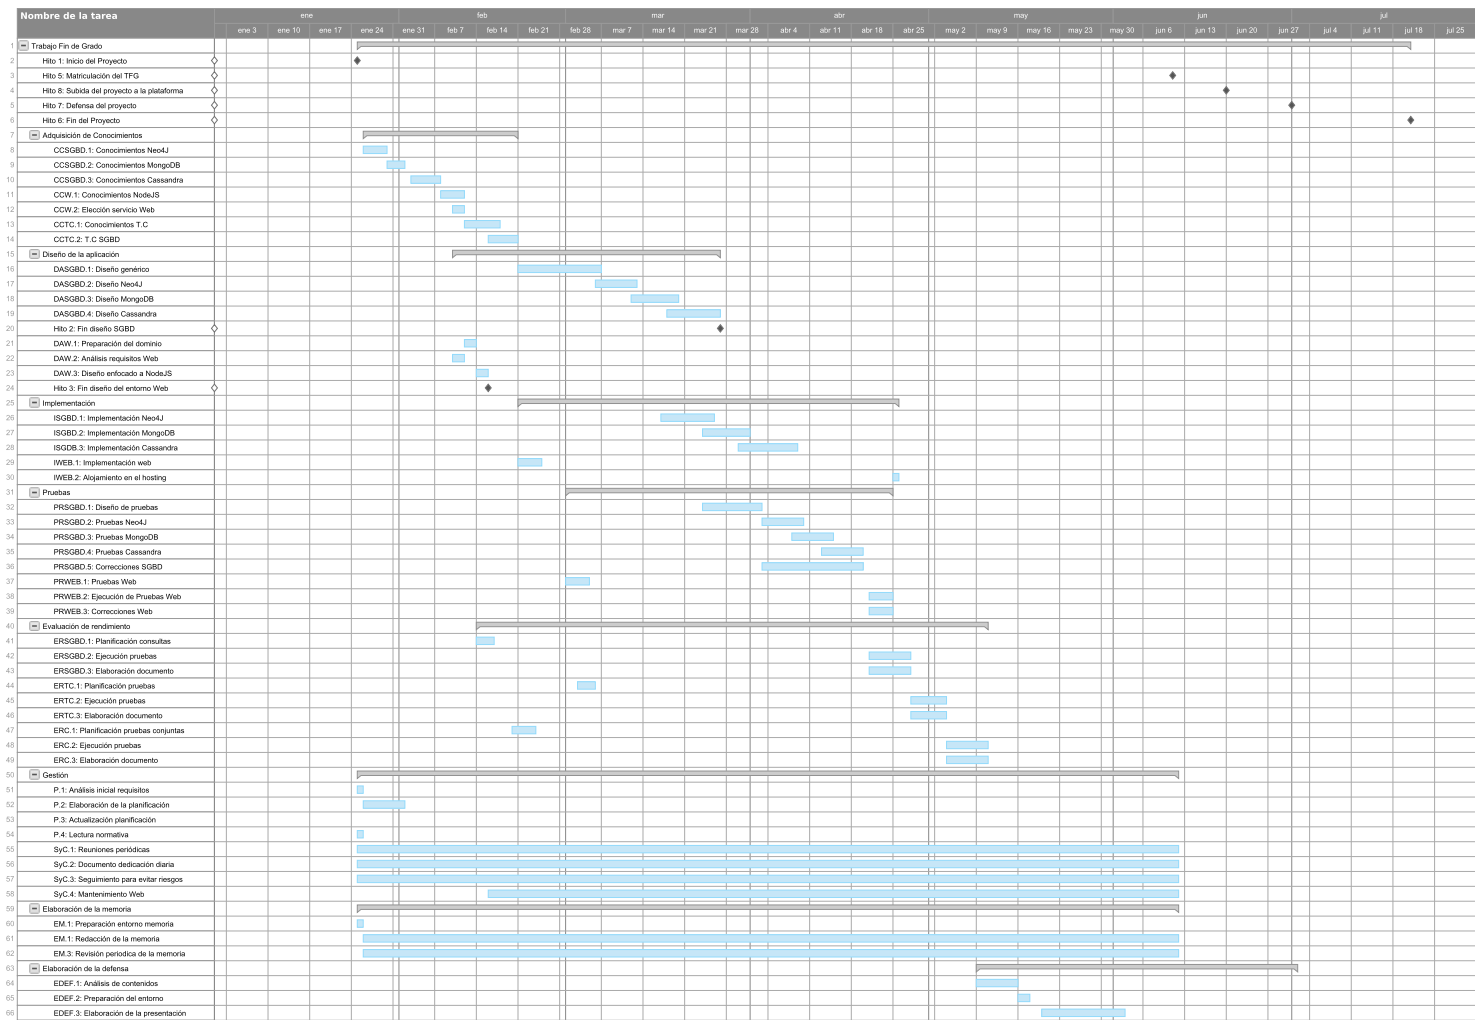 Nombre de la tarea
ene feb mar abr may jun jul
ene 3 ene 10 ene 17 ene 24 ene 31 feb 7 feb 14 feb 21 feb 28 mar 7 mar 14 mar 21 mar 28 abr 4 abr 11 abr 18 abr 25 may 2 may 9 may 16 may 23 may 30 jun 6 jun 13 jun 20 jun 27 jul 4 jul 11 jul 18 jul 25
1 Trabajo Fin de Grado
2 Hito 1: Inicio del Proyecto
3 Hito 5: Matriculación del TFG
4 Hito 8: Subida del proyecto a la plataforma
5 Hito 7: Defensa del proyecto
6 Hito 6: Fin del Proyecto
7 Adquisición de Conocimientos
8 CCSGBD.1: Conocimientos Neo4J
9 CCSGBD.2: Conocimientos MongoDB
10 CCSGBD.3: Conocimientos Cassandra
11 CCW.1: Conocimientos NodeJS
12 CCW.2: Elección servicio Web
13 CCTC.1: Conocimientos T.C
14 CCTC.2: T.C SGBD
15 Diseño de la aplicación
16 DASGBD.1: Diseño genérico
17 DASGBD.2: Diseño Neo4J
18 DASGBD.3: Diseño MongoDB
19 DASGBD.4: Diseño Cassandra
20 Hito 2: Fin diseño SGBD
21 DAW.1: Preparación del dominio
22 DAW.2: Análisis requisitos Web
23 DAW.3: Diseño enfocado a NodeJS
24 Hito 3: Fin diseño del entorno Web
25 Implementación
26 ISGBD.1: Implementación Neo4J
27 ISGBD.2: Implementación MongoDB
28 ISGDB.3: Implementación Cassandra
29 IWEB.1: Implementación web
30 IWEB.2: Alojamiento en el hosting
31 Pruebas
32 PRSGBD.1: Diseño de pruebas
33 PRSGBD.2: Pruebas Neo4J
34 PRSGBD.3: Pruebas MongoDB
35 PRSGBD.4: Pruebas Cassandra
36 PRSGBD.5: Correcciones SGBD
37 PRWEB.1: Pruebas Web
38 PRWEB.2: Ejecución de Pruebas Web
39 PRWEB.3: Correcciones Web
40 Evaluación de rendimiento
41 ERSGBD.1: Planificación consultas
42 ERSGBD.2: Ejecución pruebas
43 ERSGBD.3: Elaboración documento
44 ERTC.1: Planificación pruebas
45 ERTC.2: Ejecución pruebas
46 ERTC.3: Elaboración documento
47 ERC.1: Planificación pruebas conjuntas
48 ERC.2: Ejecución pruebas
49 ERC.3: Elaboración documento
50 Gestión
51 P.1: Análisis inicial requisitos
52 P.2: Elaboración de la planificación
53 P.3: Actualización planificación
54 P.4: Lectura normativa
55 SyC.1: Reuniones periódicas
56 SyC.2: Documento dedicación diaria
57 SyC.3: Seguimiento para evitar riesgos
58 SyC.4: Mantenimiento Web
59 Elaboración de la memoria
60 EM.1: Preparación entorno memoria
61 EM.1: Redacción de la memoria
62 EM.3: Revisión periodica de la memoria
63 Elaboración de la defensa
64 EDEF.1: Análisis de contenidos
65 EDEF.2: Preparación del entorno
66 EDEF.3: Elaboración de la presentación